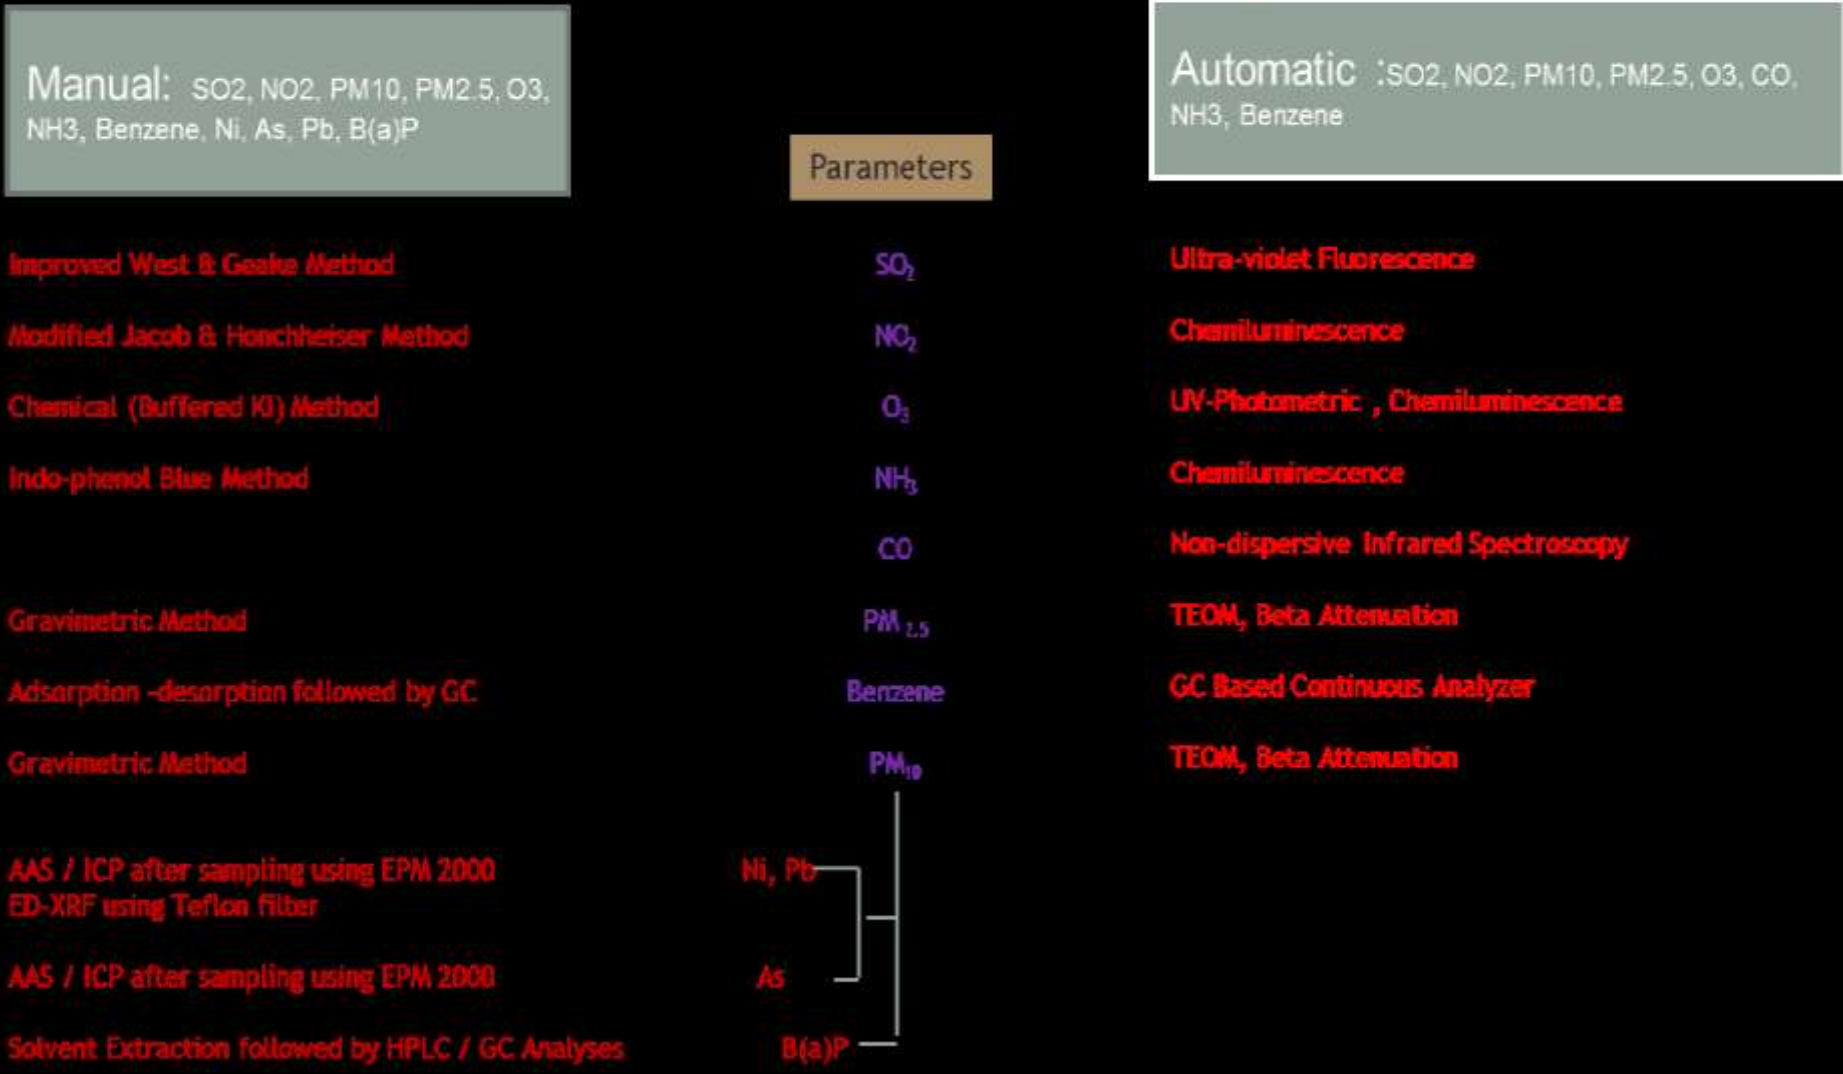 Manual: SO2, NO2, PM10, PM2.5, O3,
NH3, Benzene, Ni, As, Pb, B(a)P
Automatic :SO2, NO2, PM10, PM2.5, O3, CO,
NH3, Benzene
Parameters
Improved West & Geake Method
SO2
Ultra-violet Fluorescence
Modified Jacob & Honchheiser Method
NO2
Chemiluminescence
Chemical (Buffered KI) Method
O3
UV-Photometric , Chemiluminescence
Indo-phenol Blue Method
NH3
Chemiluminescence
CO
Non-dispersive Infrared Spectroscopy
Gravimetric Method
PM 2.5
TEOM, Beta Attenuation
Adsorption -desorption followed by GC
Benzene
GC Based Continuous Analyzer
Gravimetric Method
PM10
TEOM, Beta Attenuation
AAS / ICP after sampling using EPM 2000
Ni, Pb
ED-XRF using Teflon filter
AAS / ICP after sampling using EPM 2000
As
Solvent Extraction followed by HPLC / GC Analyses
B(a)P